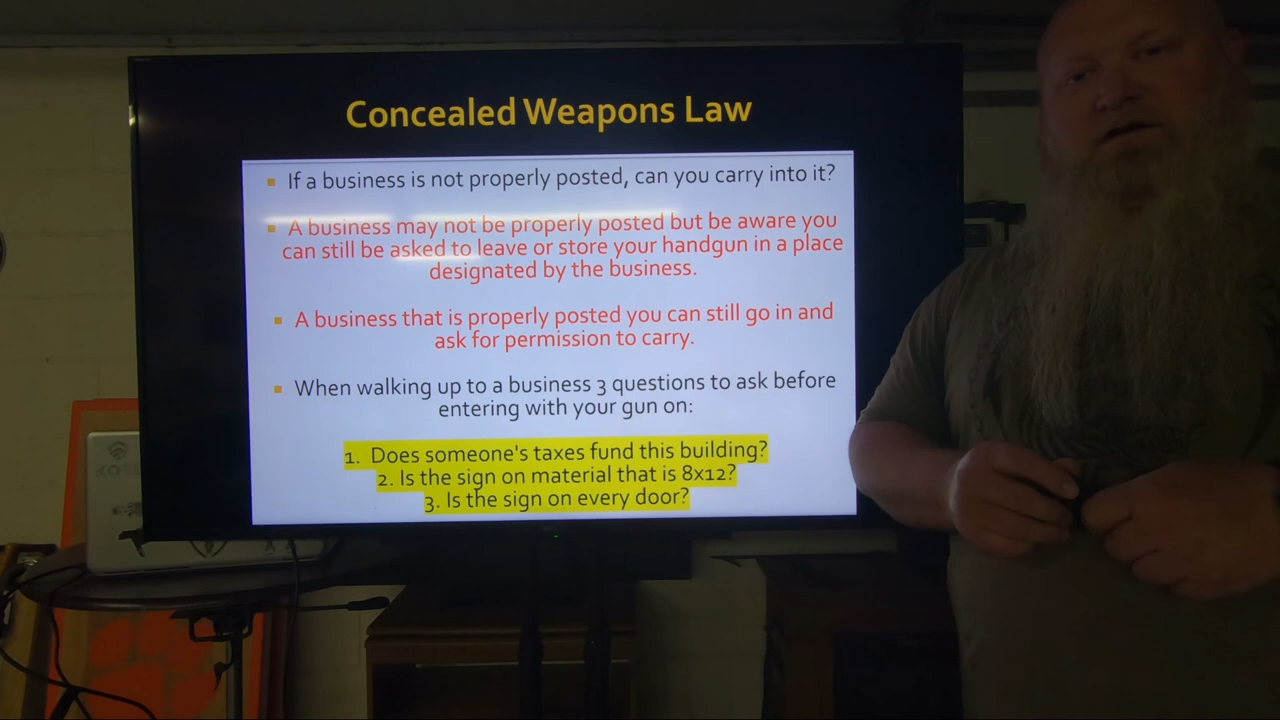 Concealed Weapons Law
▪ If a business is not properly posted, can you carry into it?
▪ A business may not be properly posted but be aware you
can still be asked to leave or store your handgun in a place
designated by the business.
▪ A business that is properly posted you can still go in and
ask for permission to carry.
▪ When walking up to a business 3 questions to ask before
entering with your gun on:
1. Does someone's taxes fund this building?
2. Is the sign on material that is 8x12?
3. Is the sign on every door?